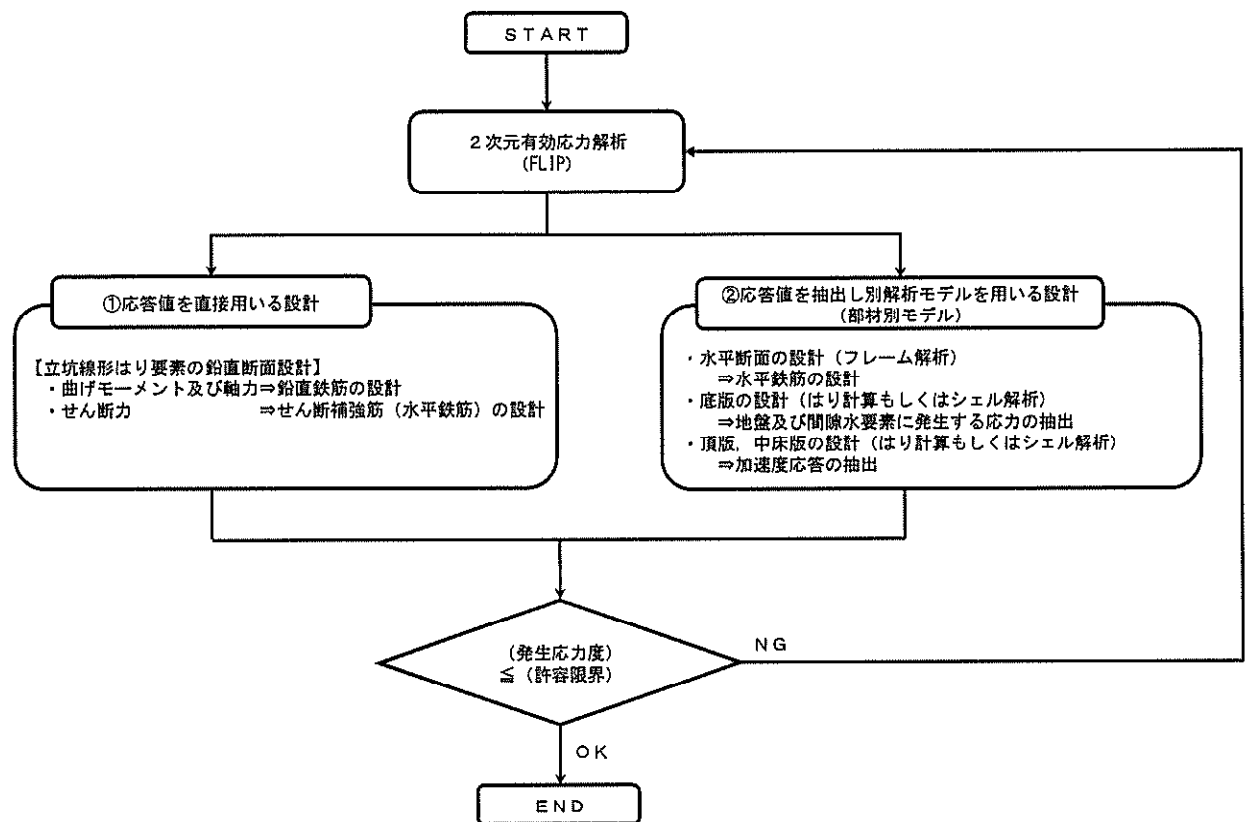 START
2次元有効応力解析
(FLIP)
①応答値を直接用いる設計
【立坑線形はり要素の鉛直断面設計】
・曲げモーメント及び軸力⇒鉛直鉄筋の設計
・せん断力 ⇒せん断補強筋（水平鉄筋）の設計
②応答値を抽出し別解析モデルを用いる設計
(部材別モデル)
・水平断面の設計（フレーム解析）
⇒水平鉄筋の設計
・底版の設計（はり計算もしくはシェル解析）
⇒地盤及び間隙水要素に発生する応力の抽出
・頂版，中床版の設計（はり計算もしくはシェル解析）
⇒加速度応答の抽出
（発生応力度）
≦（許容限界）
NG
OK
END